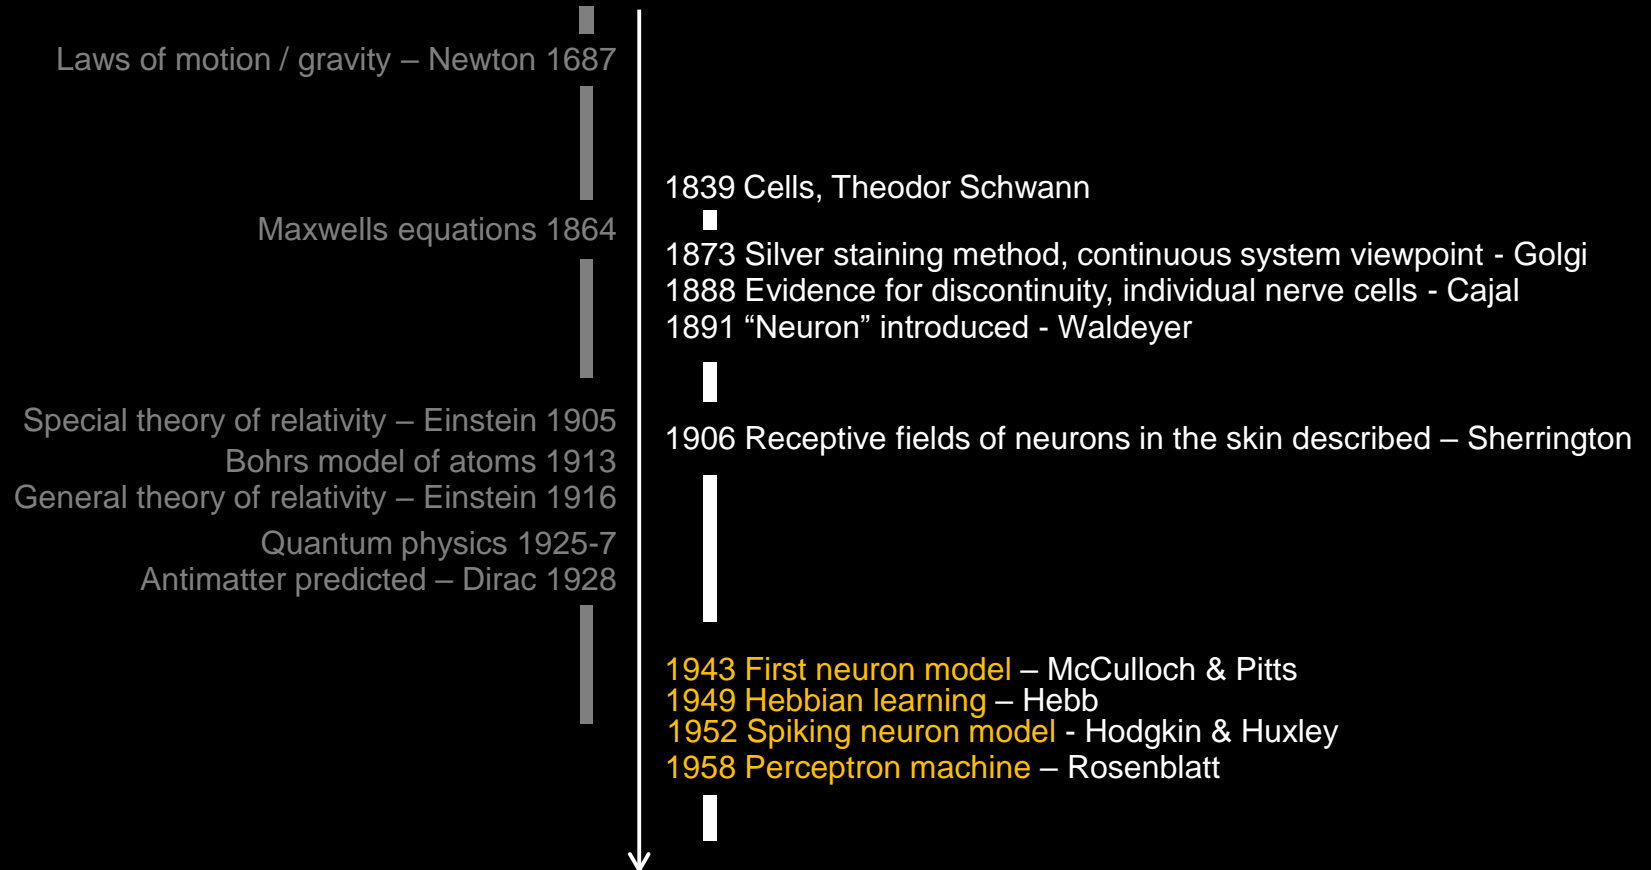 Laws of motion / gravity – Newton 1687
Maxwells equations 1864
Special theory of relativity – Einstein 1905
Bohrs model of atoms 1913
General theory of relativity – Einstein 1916
Quantum physics 1925-7
Antimatter predicted – Dirac 1928
1839 Cells, Theodor Schwann
1873 Silver staining method, continuous system viewpoint - Golgi
1888 Evidence for discontinuity, individual nerve cells - Cajal
1891 “Neuron” introduced - Waldeyer
1906 Receptive fields of neurons in the skin described – Sherrington
1943 First neuron model – McCulloch & Pitts
1949 Hebbian learning – Hebb
1952 Spiking neuron model - Hodgkin & Huxley
1958 Perceptron machine – Rosenblatt